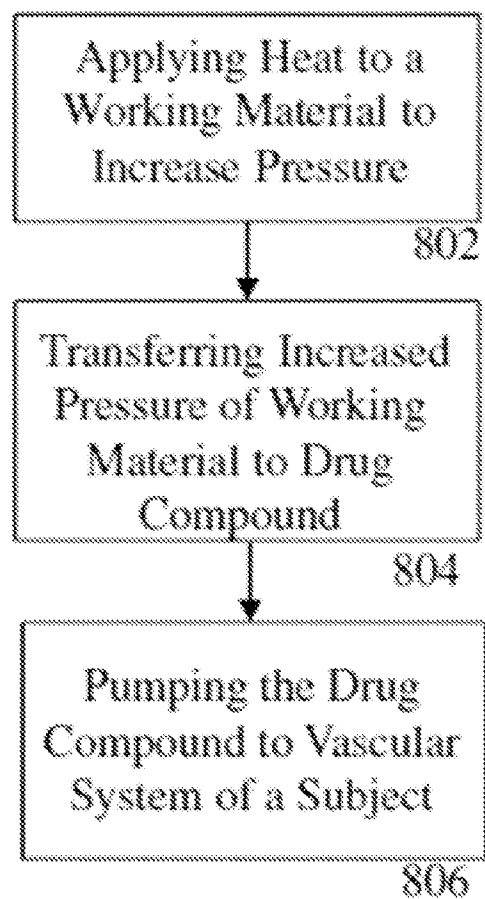 Applying Heat to a
Working Material to
Increase Pressure
802
Transferring Increased
Pressure of Working
Material to Drug
Compound
804
Pumping the Drug
Compound to Vascular
System of a Subject
806